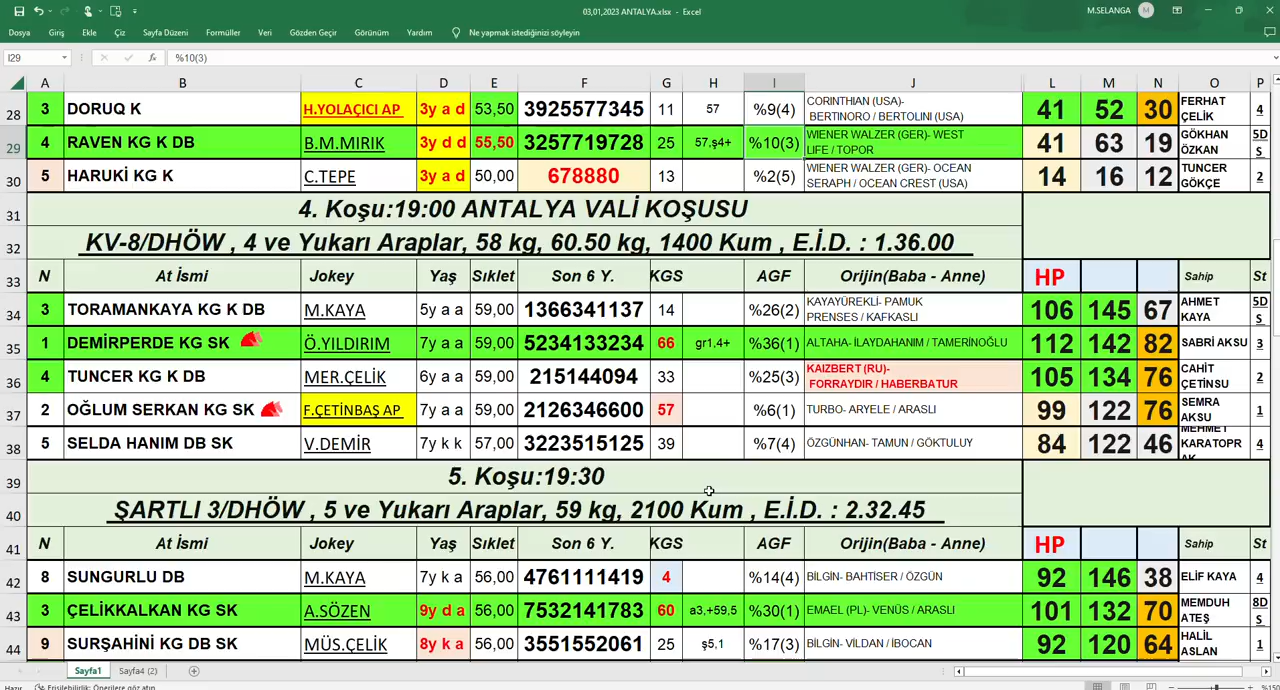 03,01,2023 ANTALYA.xlsx - Excel
M.SELANGA M
Dosya Giriş Ekle Çiz Sayfa Düzeni Formüller Veri Gözden Geçir Görünüm Yardım Ne yapmak istediğinizi söyleyin
I29 fx %10(3)
A B C D E F G H I J L M N O P
28 3 DORUQ K H.YOLAÇICI AP 3y a d 53,50 3925577345 11 57 %9(4) CORINTHIAN (USA)- BERTINORO / BERTOLINI (USA) 41 52 30 FERHAT ÇELİK 4
29 4 RAVEN KG K DB B.M.MIRIK 3y d d 55,50 3257719728 25 57,ş4+ %10(3) WIENER WALZER (GER)- WEST LIFE / TOPOR 41 63 19 GÖKHAN ÖZKAN 5D S
30 5 HARUKİ KG K C.TEPE 3y a d 50,00 678880 13 %2(5) WIENER WALZER (GER)- OCEAN SERAPH / OCEAN CREST (USA) 14 16 12 TUNCER GÖKÇE 2
31 4. Koşu:19:00 ANTALYA VALİ KOŞUSU
32 KV-8/DHÖW , 4 ve Yukarı Araplar, 58 kg, 60.50 kg, 1400 Kum , E.İ.D. : 1.36.00
33 N At İsmi Jokey Yaş Sıklet Son 6 Y. KGS AGF Orijin(Baba - Anne) HP Sahip St
34 3 TORAMANKAYA KG K DB M.KAYA 5y a a 59,00 1366341137 14 %26(2) KAYAYÜREKLİ- PAMUK PRENSES / KAFKASLI 106 145 67 AHMET KAYA 5D S
35 1 DEMİRPERDE KG SK Ö.YILDIRIM 7y a a 59,00 5234133234 66 gr1,4+ %36(1) ALTAHA- İLAYDAHANIM / TAMERİNOĞLU 112 142 82 SABRİ AKSU 3
36 4 TUNCER KG K DB MER.ÇELİK 6y a a 59,00 215144094 33 %25(3) KAIZBERT (RU)- FORRAYDIR / HABERBATUR 105 134 76 CAHİT ÇETİNSU 2
37 2 OĞLUM SERKAN KG SK F.ÇETİNBAŞ AP 7y a a 59,00 2126346600 57 %6(1) TURBO- ARYELE / ARASLI 99 122 76 SEMRA AKSU 1
38 5 SELDA HANIM DB SK V.DEMİR 7y k k 57,00 3223515125 39 %7(4) ÖZGÜNHAN- TAMUN / GÖKTULUY 84 122 46 MEHMET KARATOPR AK 4
39 5. Koşu:19:30
40 ŞARTLI 3/DHÖW , 5 ve Yukarı Araplar, 59 kg, 2100 Kum , E.İ.D. : 2.32.45
41 N At İsmi Jokey Yaş Sıklet Son 6 Y. KGS AGF Orijin(Baba - Anne) HP Sahip St
42 8 SUNGURLU DB M.KAYA 7y k a 56,00 4761111419 4 %14(4) BİLGİN- BAHTİSER / ÖZGÜN 92 146 38 ELİF KAYA 4
43 3 ÇELİKKALKAN KG SK A.SÖZEN 9y d a 56,00 7532141783 60 a3,+59,5 %30(1) EMAEL (PL)- VENÜS / ARASLI 101 132 70 MEMDUH ATEŞ 8D S
44 9 SURŞAHİNİ KG DB SK MÜS.ÇELİK 8y k a 56,00 3551552061 25 ş5,1 %17(3) BİLGİN- VİLDAN / İBOCAN 92 120 64 HALİL ASLAN 1
Sayfa1 Sayfa4 (2)
Hazır Erişilebilirlik: Önerilere göz atın %150